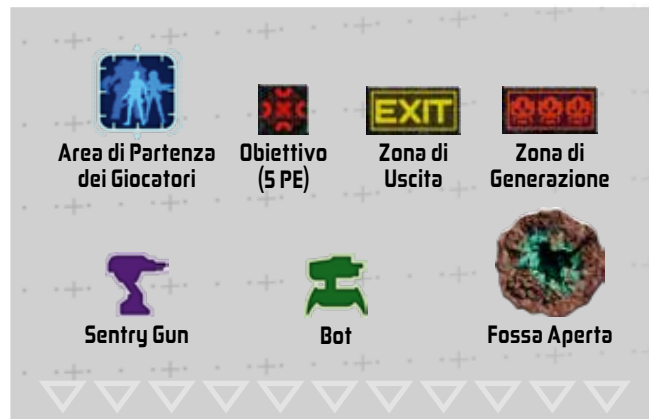 EXIT
Area di Partenza
dei Giocatori
Obiettivo
(5 PE)
Zona di
Uscita
Zona di
Generazione
Sentry Gun
Bot
Fossa Aperta